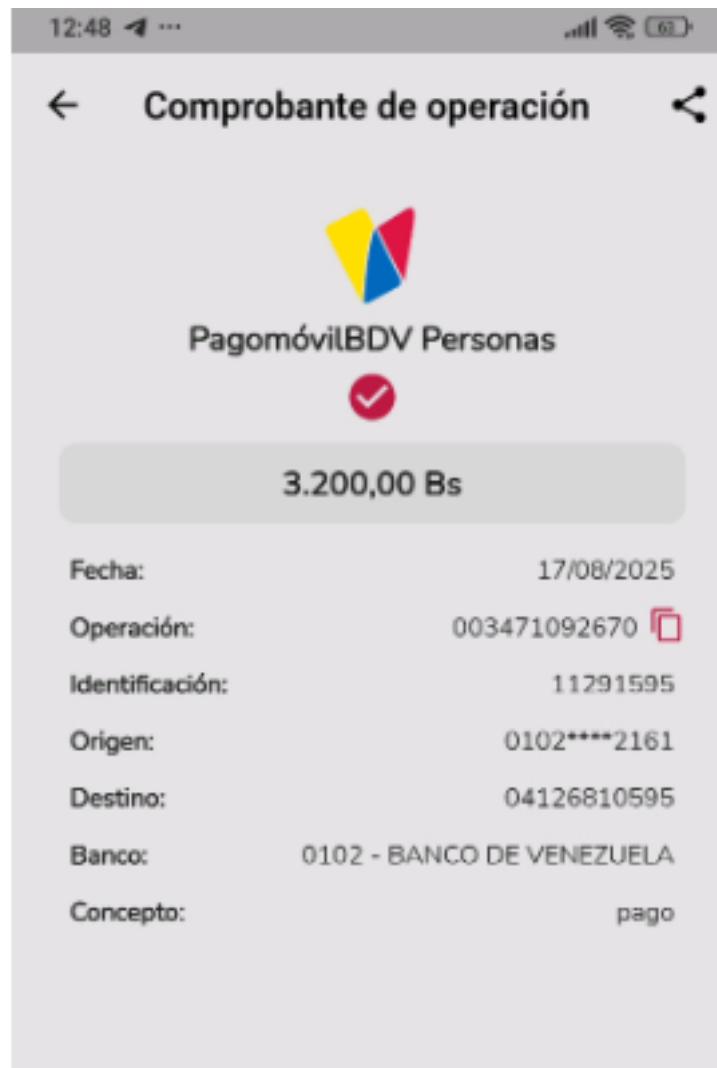 12:48 ...
61
Comprobante de operación
PagomóvilBDV Personas
3.200,00 Bs
Fecha: 17/08/2025
Operación: 003471092670
Identificación: 11291595
Origen: 0102****2161
Destino: 04126810595
Banco: 0102 - BANCO DE VENEZUELA
Concepto: pago